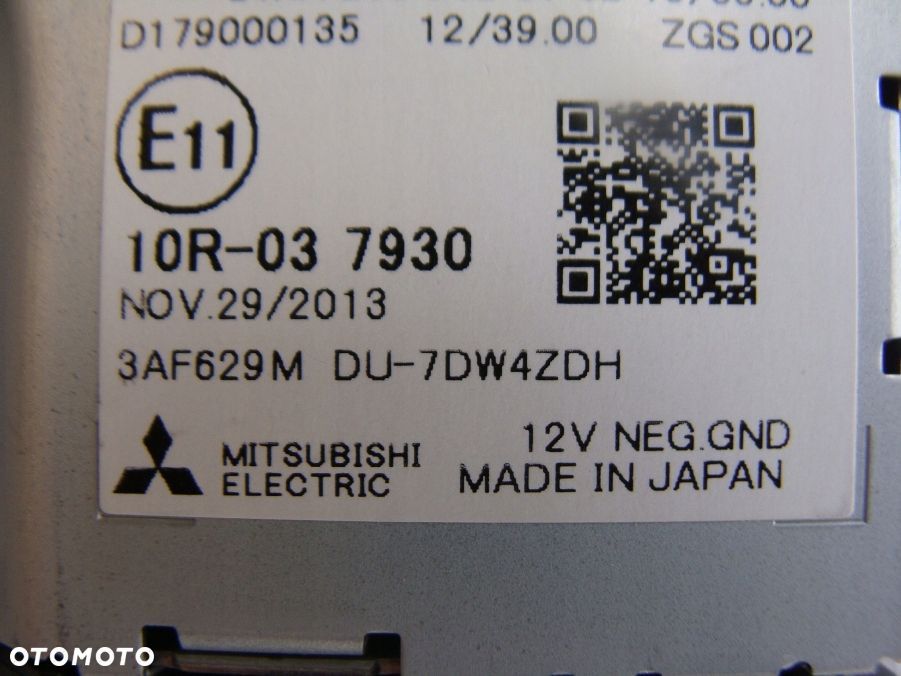 D179000135 12/39.00 ZGS 002
E11
10R-03 7930
NOV.29/2013
3AF629M DU-7DW4ZDH
MITSUBISHI
ELECTRIC
12V NEG.GND
MADE IN JAPAN
OTOMOTO